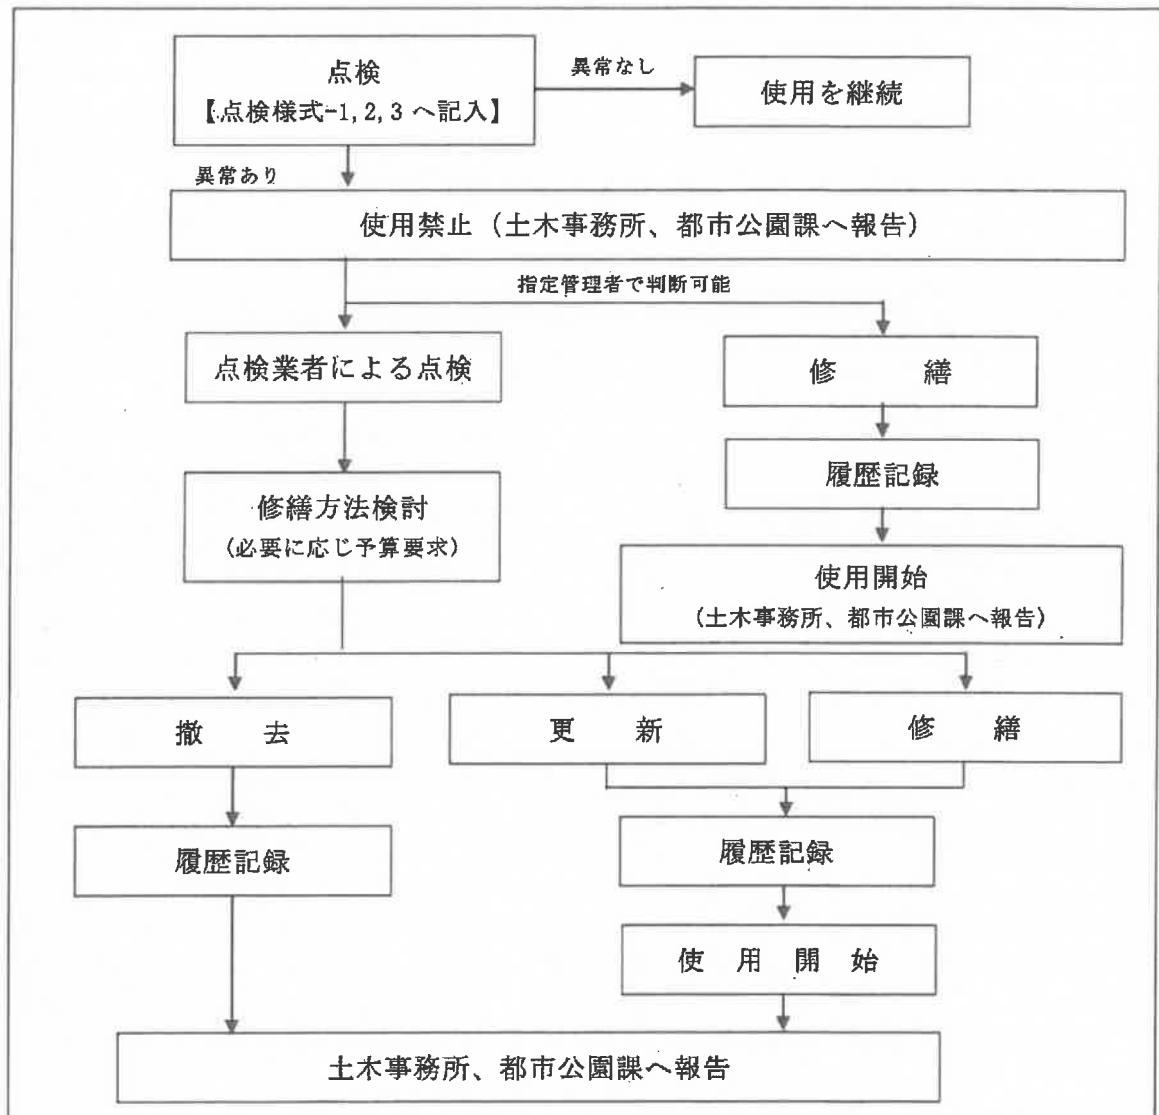 点検
【点検様式-1, 2, 3 へ記入】
異常なし
使用を継続
異常あり
使用禁止（土木事務所、都市公園課へ報告）
指定管理者で判断可能
点検業者による点検
修　　繕
履歴記録
修繕方法検討
（必要に応じ予算要求）
使用開始
（土木事務所、都市公園課へ報告）
撤　去
更　新
修　繕
履歴記録
履歴記録
使　用　開　始
土木事務所、都市公園課へ報告